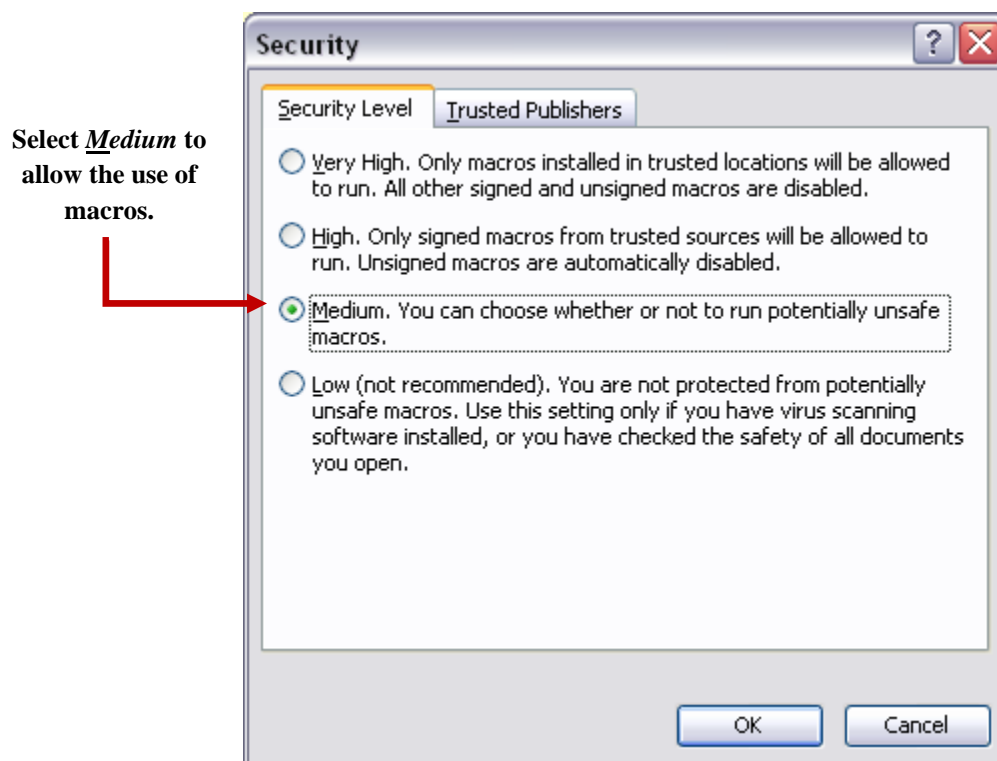 Security
Security Level
Trusted Publishers
Select Medium to
allow the use of
macros.
Very High. Only macros installed in trusted locations will be allowed
to run. All other signed and unsigned macros are disabled.
High. Only signed macros from trusted sources will be allowed to
run. Unsigned macros are automatically disabled.
Medium. You can choose whether or not to run potentially unsafe
macros.
Low (not recommended). You are not protected from potentially
unsafe macros. Use this setting only if you have virus scanning
software installed, or you have checked the safety of all documents
you open.
OK
Cancel